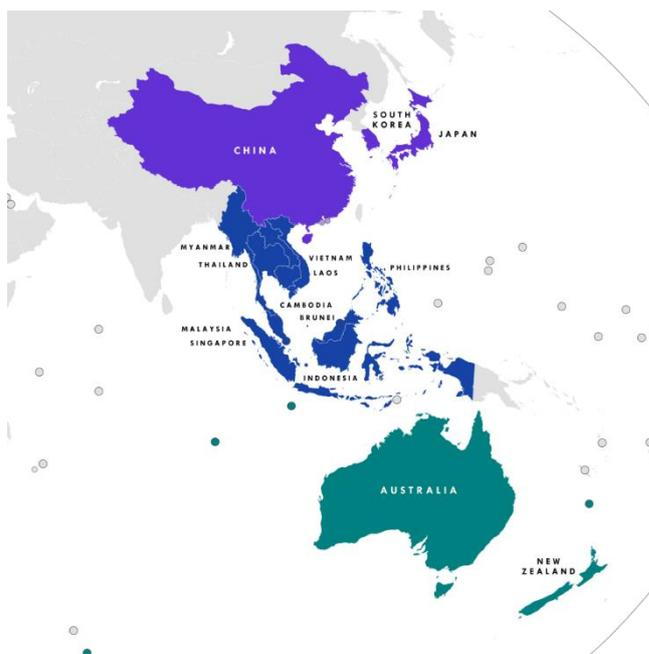 SOUTH
KOREA
JAPAN
CHINA
MYANMAR
VIETNAM
THAILAND
PHILIPPINES
LAOS
CAMBODIA
BRUNEI
MALAYSIA
SINGAPORE
INDONESIA
AUSTRALIA
NEW
ZEALAND